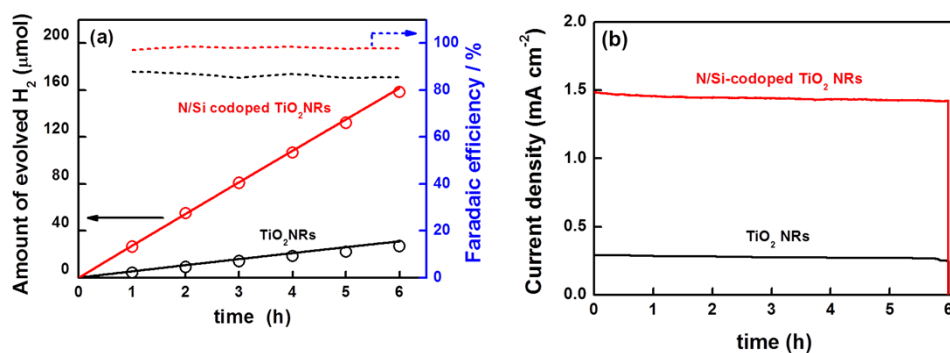 (a)
Amount of evolved H₂ (μmol)
200
160
120
80
40
0
N/Si codoped TiO₂NRs
TiO₂NRs
0 1 2 3 4 5 6
time (h)
100
80
60
40
20
0
Faradaic efficiency / %
(b)
Current density (mA cm⁻²)
2.0
1.5
1.0
0.5
0.0
N/Si-codoped TiO₂ NRs
TiO₂ NRs
0 1 2 3 4 5 6
time (h)